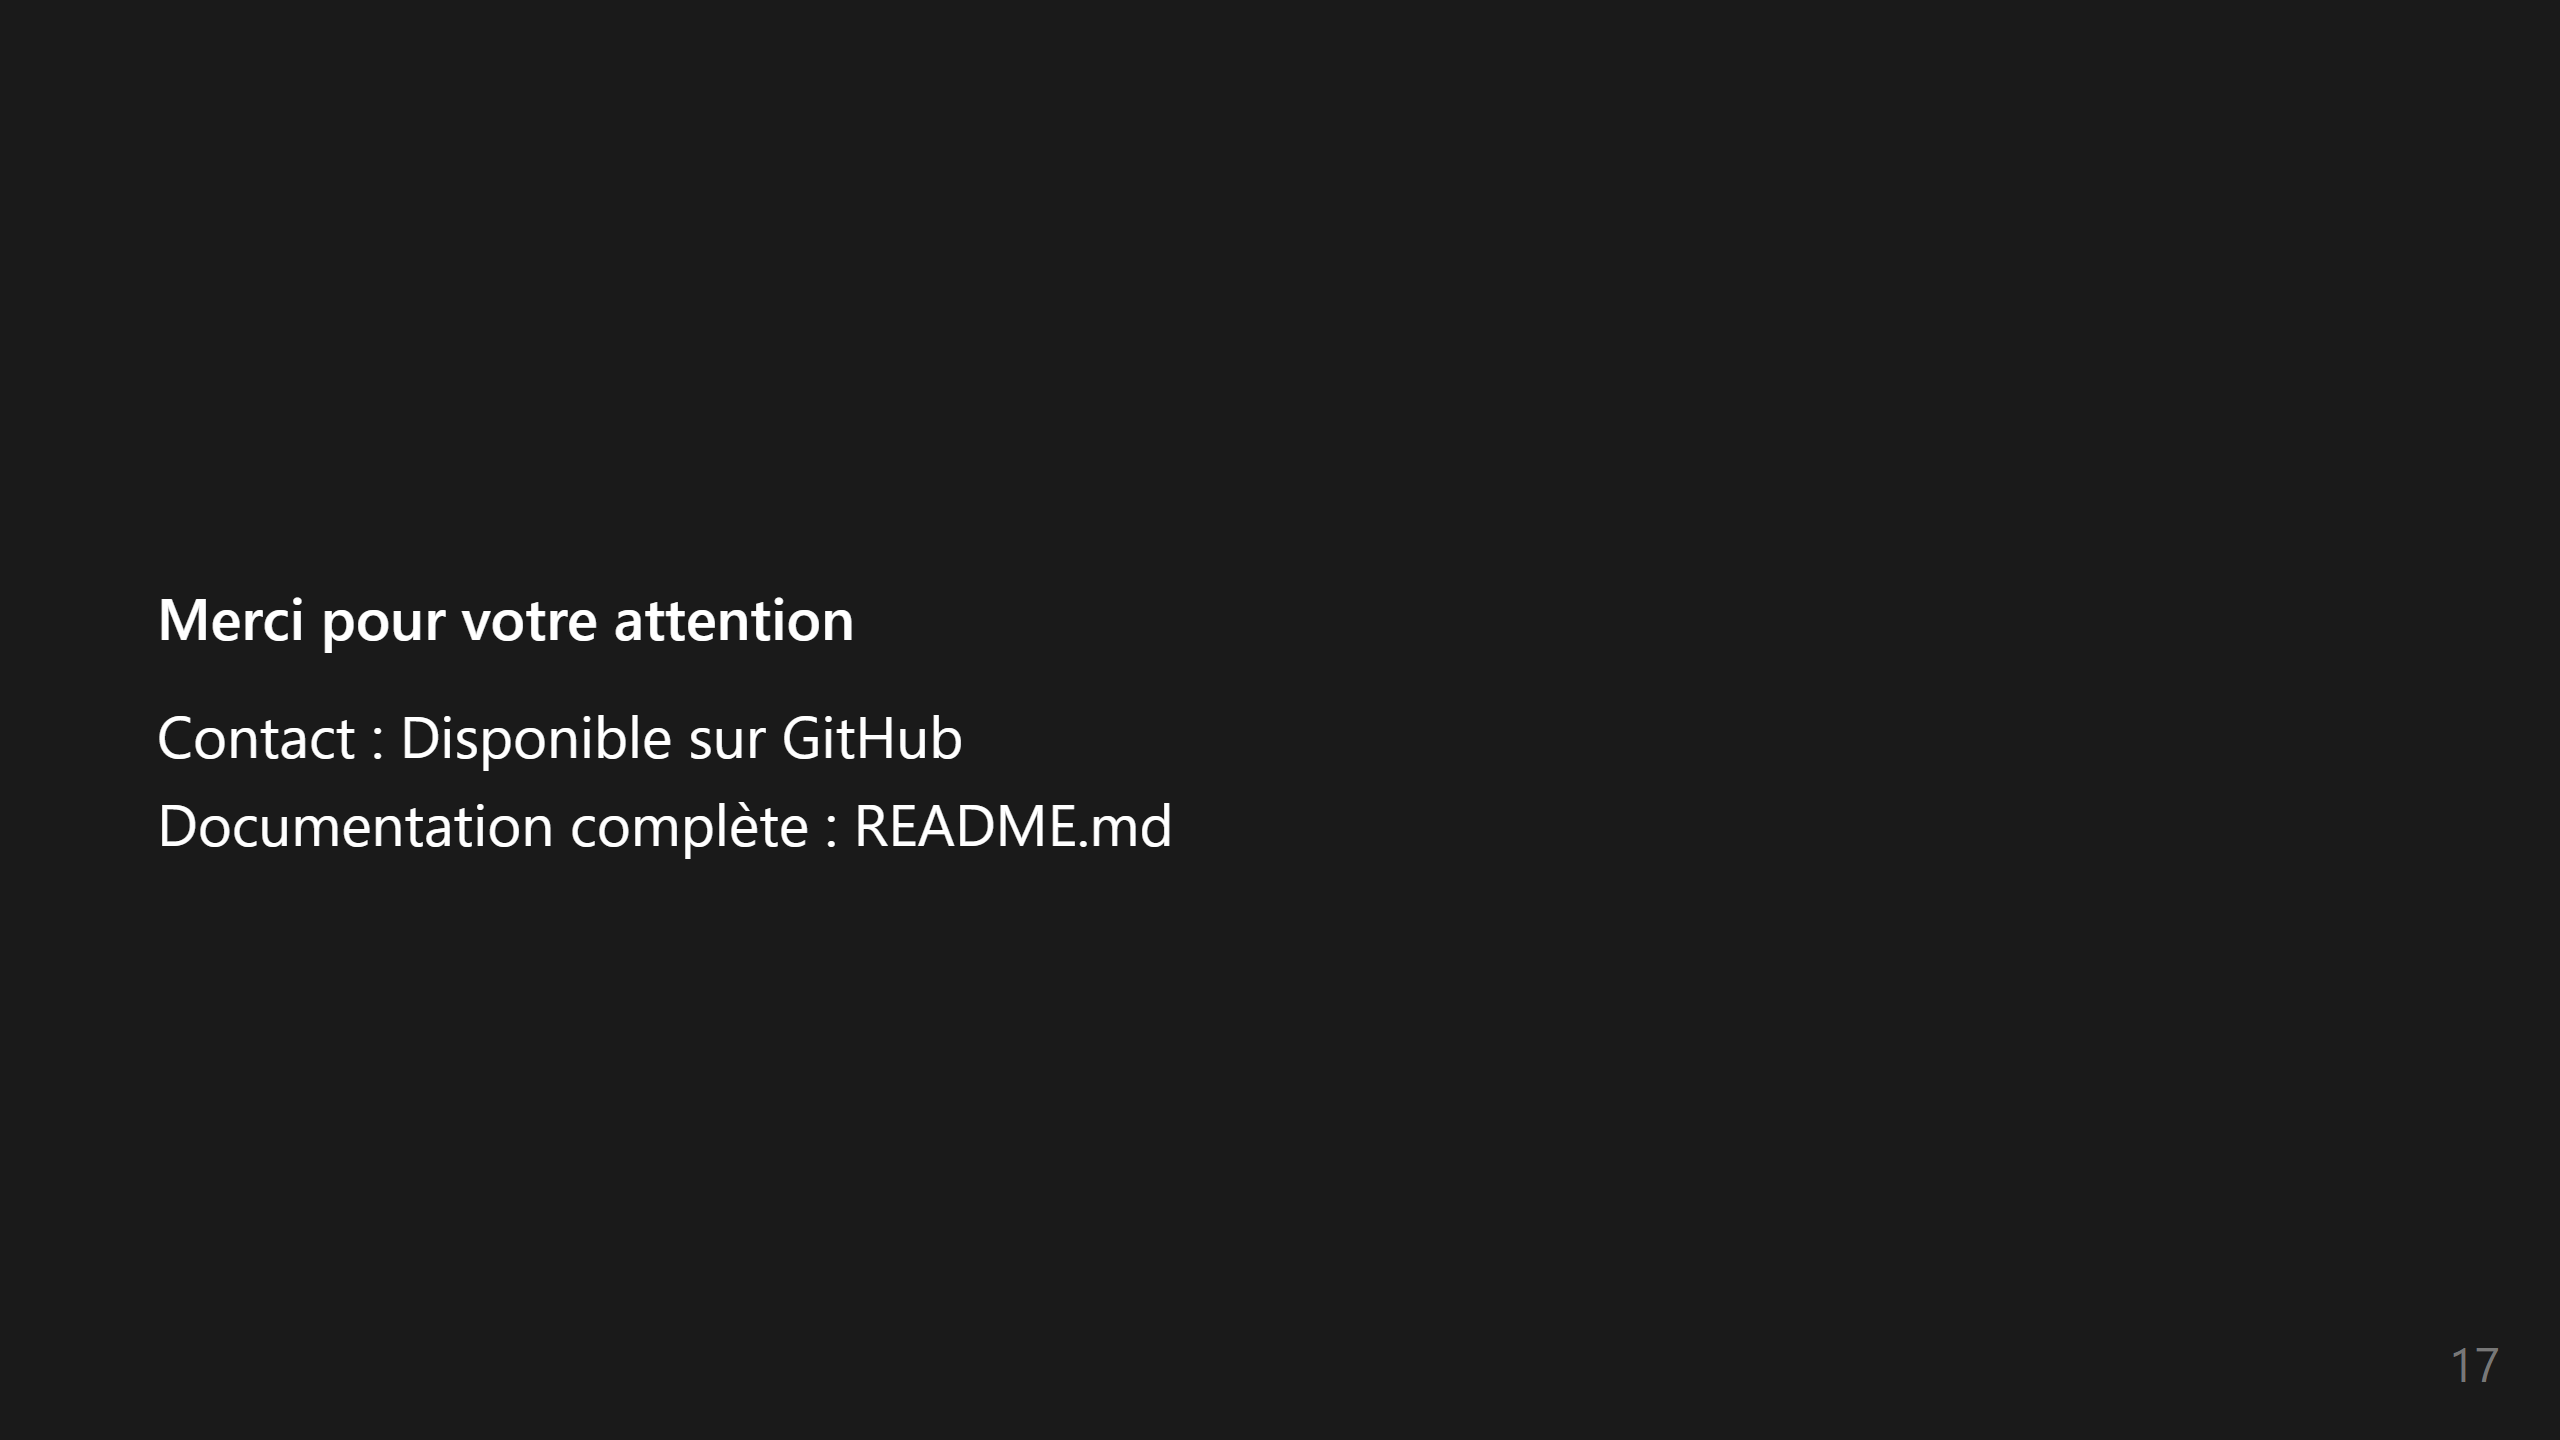 Merci pour votre attention
Contact : Disponible sur GitHub
Documentation complète : README.md
17